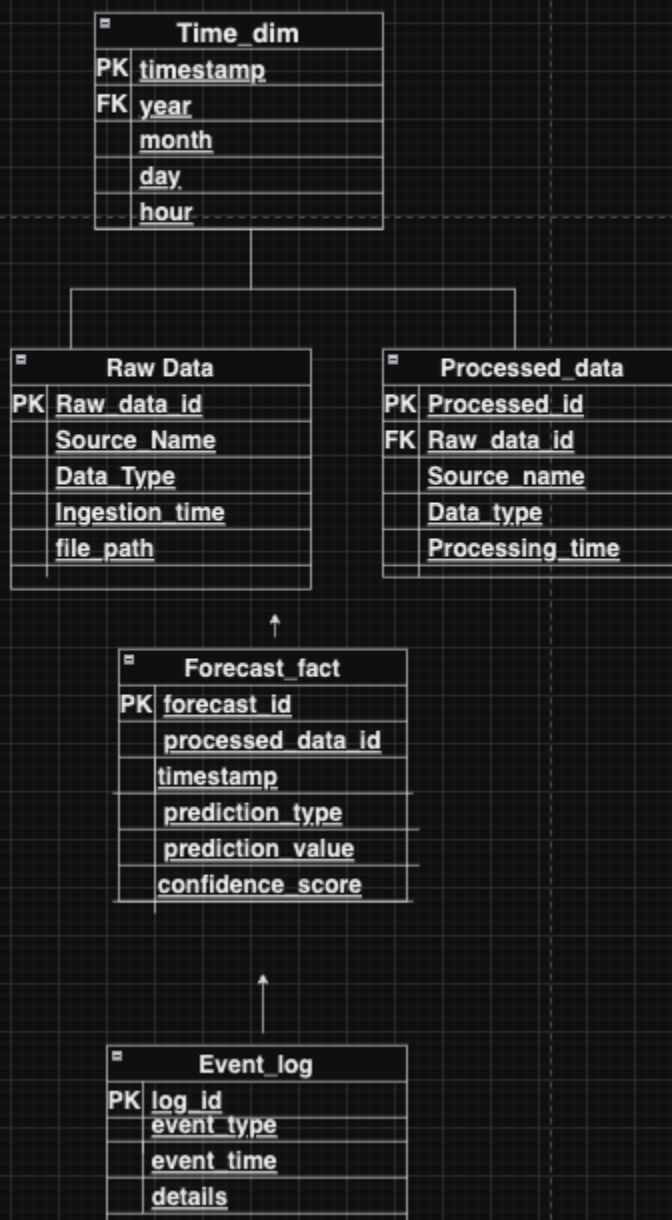 Time_dim
PK timestamp
FK year
month
day
hour
Raw Data
PK Raw_data_id
Source_Name
Data_Type
Ingestion_time
file_path
Processed_data
PK Processed_id
FK Raw_data_id
Source_name
Data_type
Processing_time
Forecast_fact
PK forecast_id
processed_data_id
timestamp
prediction_type
prediction_value
confidence_score
Event_log
PK log_id
event_type
event_time
details